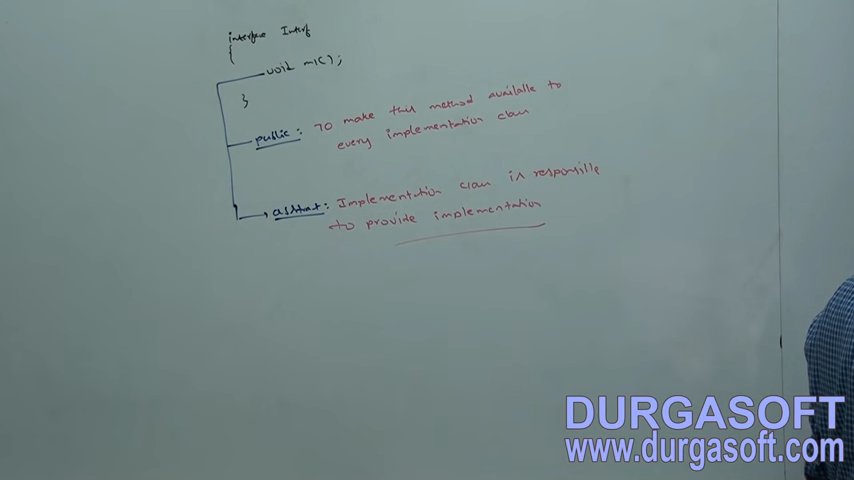 interface Interf
{
void m1();
}
public: To make this method available to
every implementation class
abstract: Implementation class is responsible
to provide implementation
DURGASOFT
www.durgasoft.com